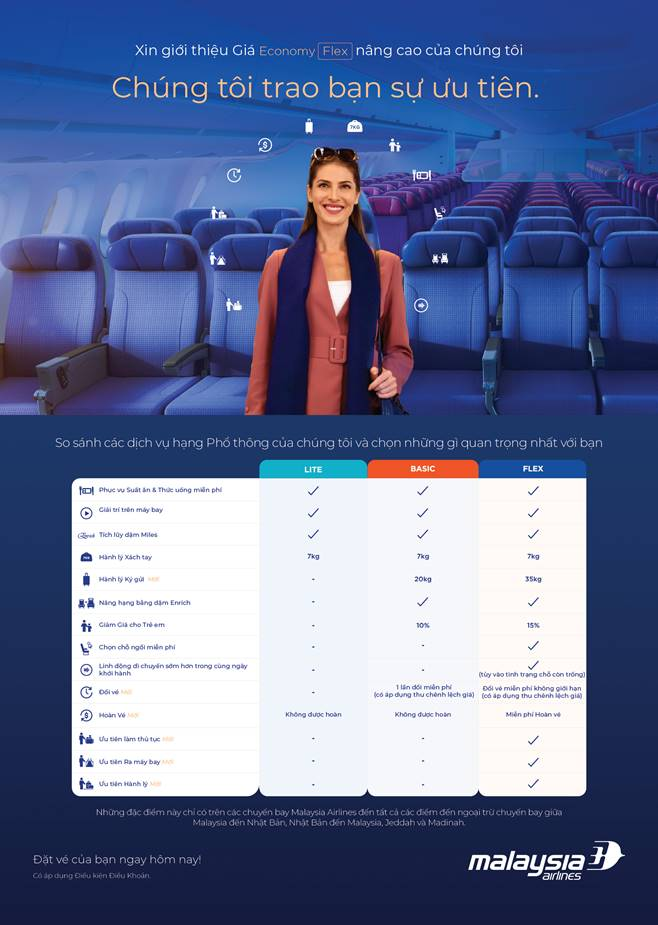 Xin giới thiệu Giá Economy Flex nâng cao của chúng tôi
Chúng tôi trao bạn sự ưu tiên.
7KG
So sánh các dịch vụ hạng Phổ thông của chúng tôi và chọn những gì quan trọng nhất với bạn
LITE BASIC FLEX
Phục vụ Suất ăn & Thức uống miễn phí ✓ ✓ ✓
Giải trí trên máy bay ✓ ✓ ✓
Tích lũy dặm Miles ✓ ✓ ✓
Hành lý Xách tay 7kg 7kg 7kg
Hành lý Ký gửi Mới - 20kg 35kg
Nâng hạng bằng dặm Enrich - ✓ ✓
Giảm Giá cho Trẻ em - 10% 15%
Chọn chỗ ngồi miễn phí - - ✓
Linh động di chuyển sớm hơn trong cùng ngày
khởi hành - - ✓
(tùy vào tình trạng chỗ còn trống)
Đổi vé Mới - 1 lần đổi miễn phí
(có áp dụng thu chênh lệch giá)
Đổi vé miễn phí không giới hạn
(có áp dụng thu chênh lệch giá)
Hoàn Vé Mới Không được hoàn Không được hoàn Miễn phí Hoàn vé
Ưu tiên làm thủ tục Mới - - ✓
Ưu tiên Ra máy bay Mới - - ✓
Ưu tiên Hành lý Mới - - ✓
Những đặc điểm này chỉ có trên các chuyến bay Malaysia Airlines đến tất cả các điểm đến ngoại trừ chuyến bay giữa
Malaysia đến Nhật Bản, Nhật Bản đến Malaysia, Jeddah và Madinah.
Đặt vé của bạn ngay hôm nay!
Có áp dụng Điều kiện Điều Khoản.
malaysia
airlines